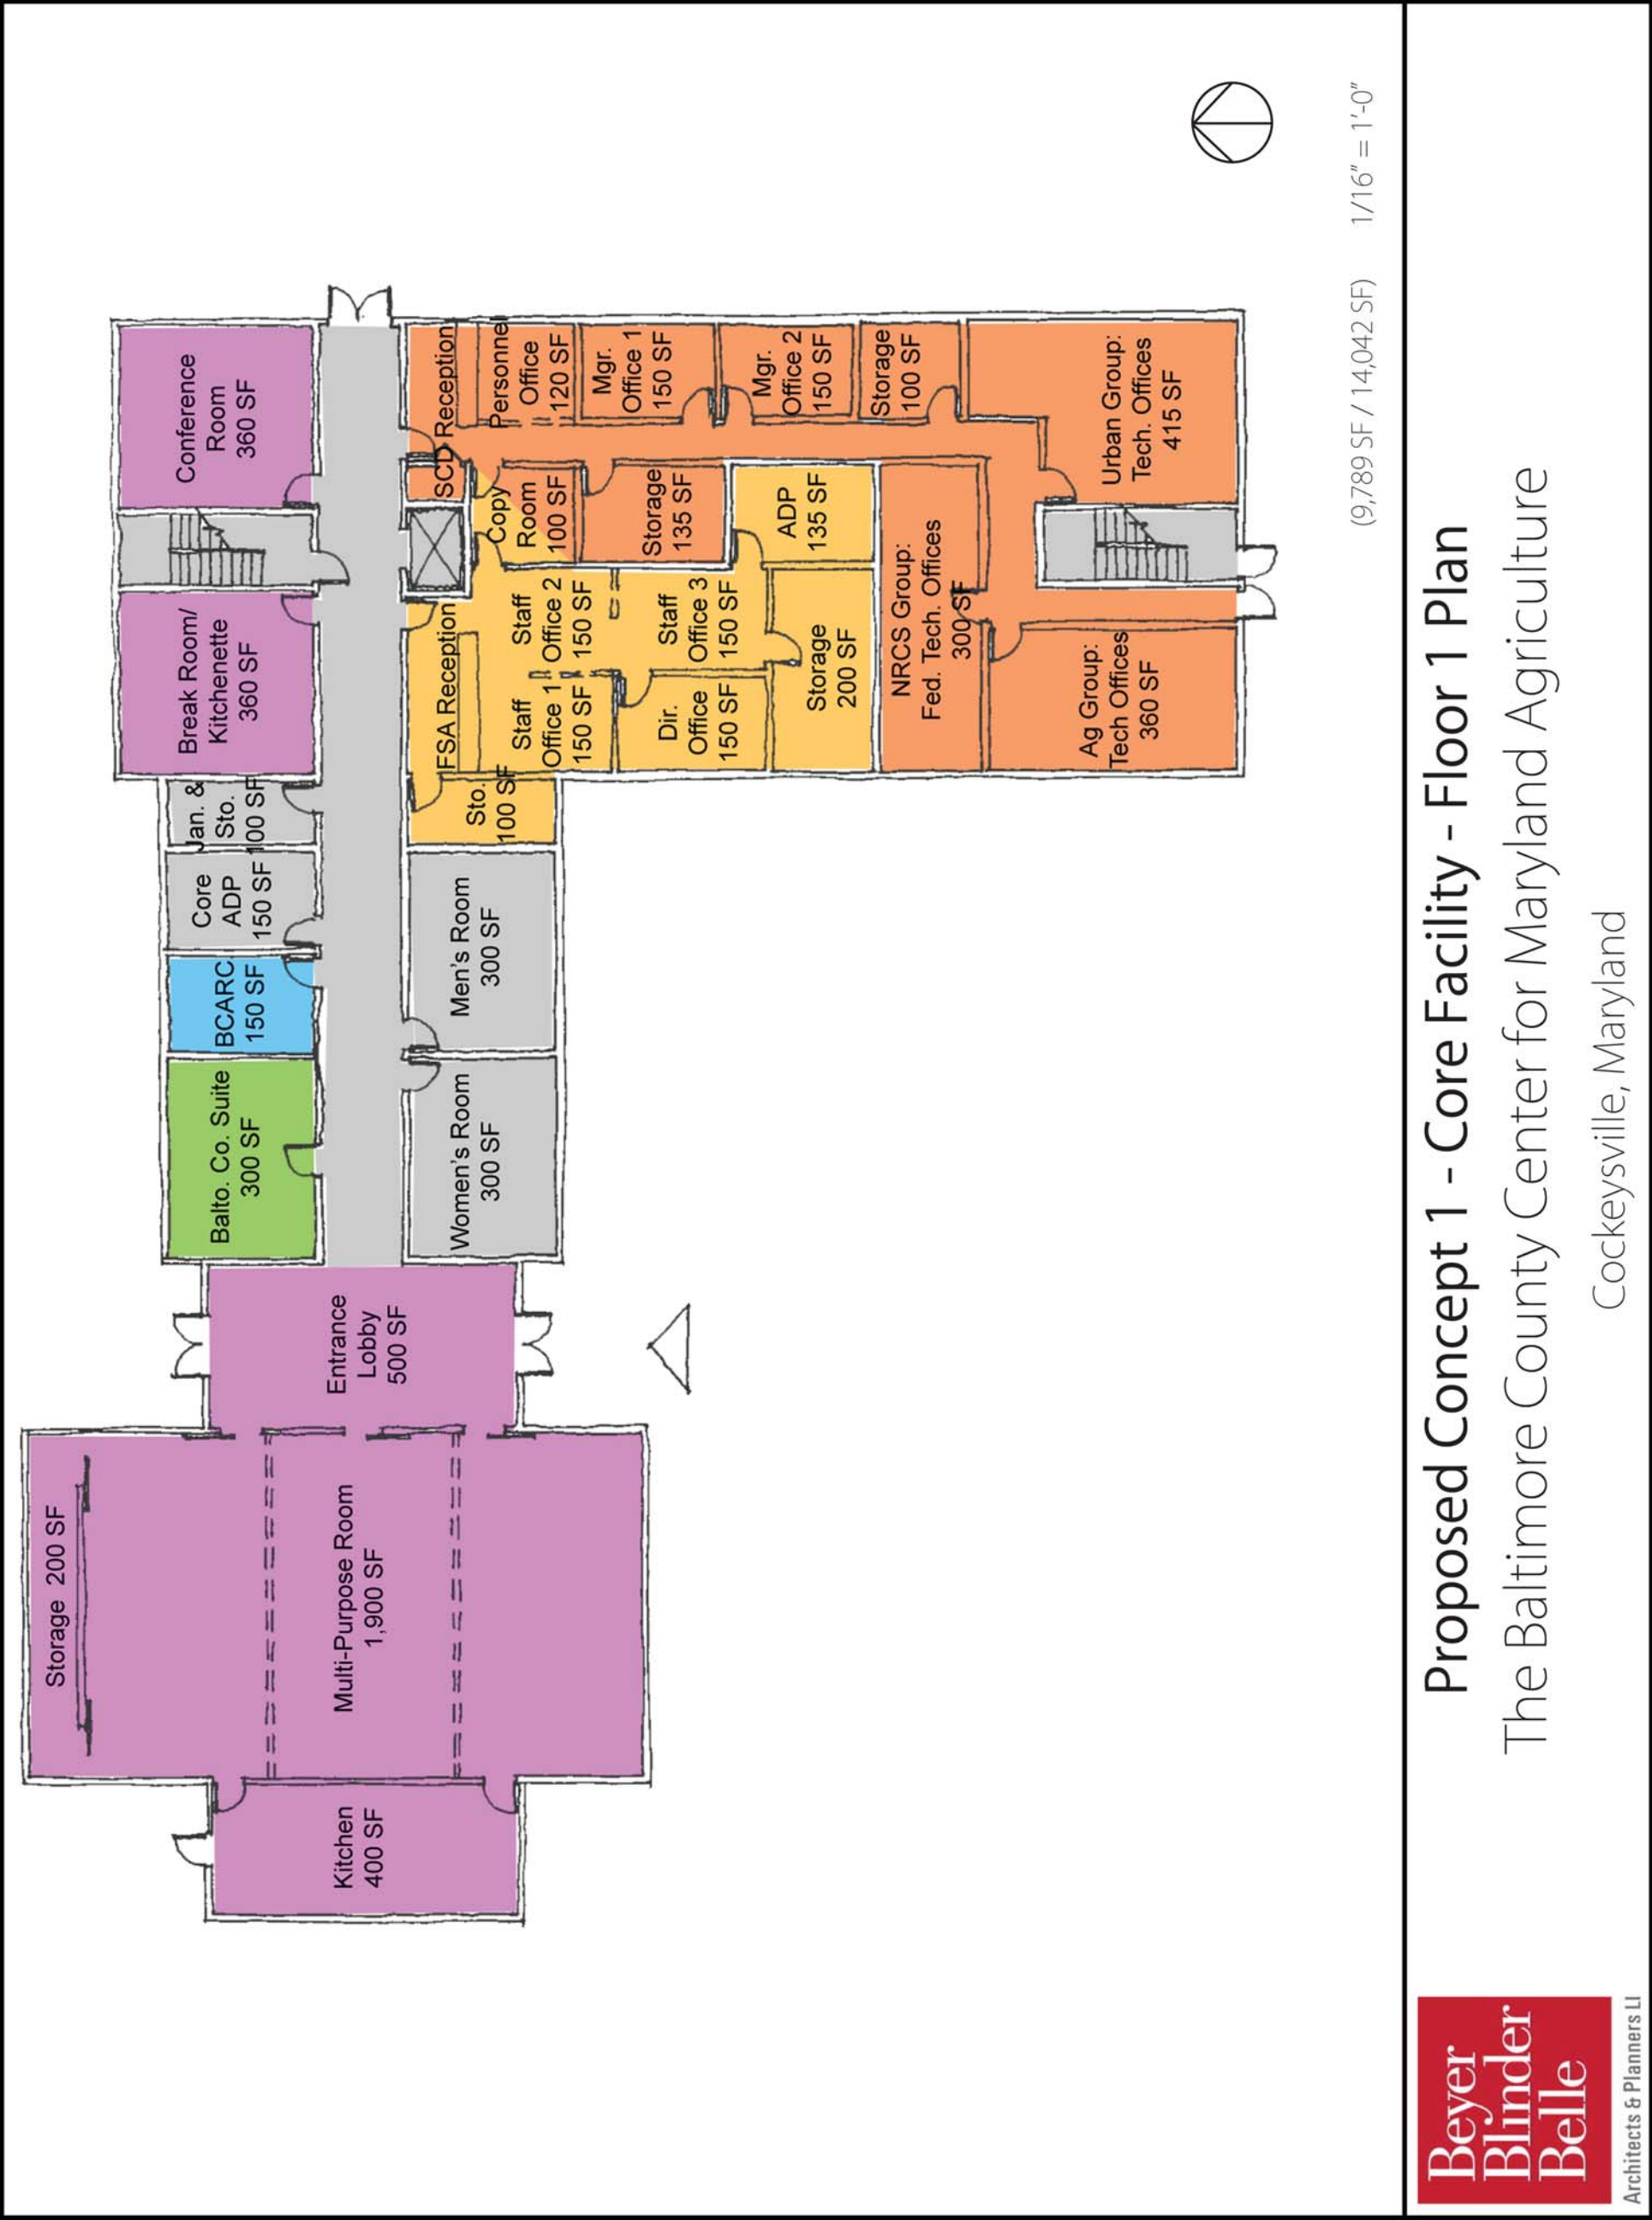 Storage 200 SF
Multi-Purpose Room
1,900 SF
Kitchen
400 SF
Entrance
Lobby
500 SF
Balto. Co. Suite
300 SF
BCARC
150 SF
Core
ADP
150 SF
Jan. &
Sto.
100 SF
Break Room/
Kitchenette
360 SF
Conference
Room
360 SF
Women's Room
300 SF
Men's Room
300 SF
Sto.
100 SF
FSA Reception
SCD Reception
Staff
Office 1
150 SF
Staff
Office 2
150 SF
Copy
Room
100 SF
Personnel
Office
120 SF
Dir.
Office
150 SF
Staff
Office 3
150 SF
Storage
135 SF
Mgr.
Office 1
150 SF
Storage
200 SF
ADP
135 SF
Mgr.
Office 2
150 SF
Storage
100 SF
NRCS Group:
Fed. Tech. Offices
300 SF
Ag Group:
Tech Offices
360 SF
Urban Group:
Tech. Offices
415 SF
(9,789 SF / 14,042 SF)
1/16" = 1'-0"
Proposed Concept 1 - Core Facility - Floor 1 Plan
The Baltimore County Center for Maryland Agriculture
Cockeysville, Maryland
Beyer
Blinder
Belle
Architects & Planners LL